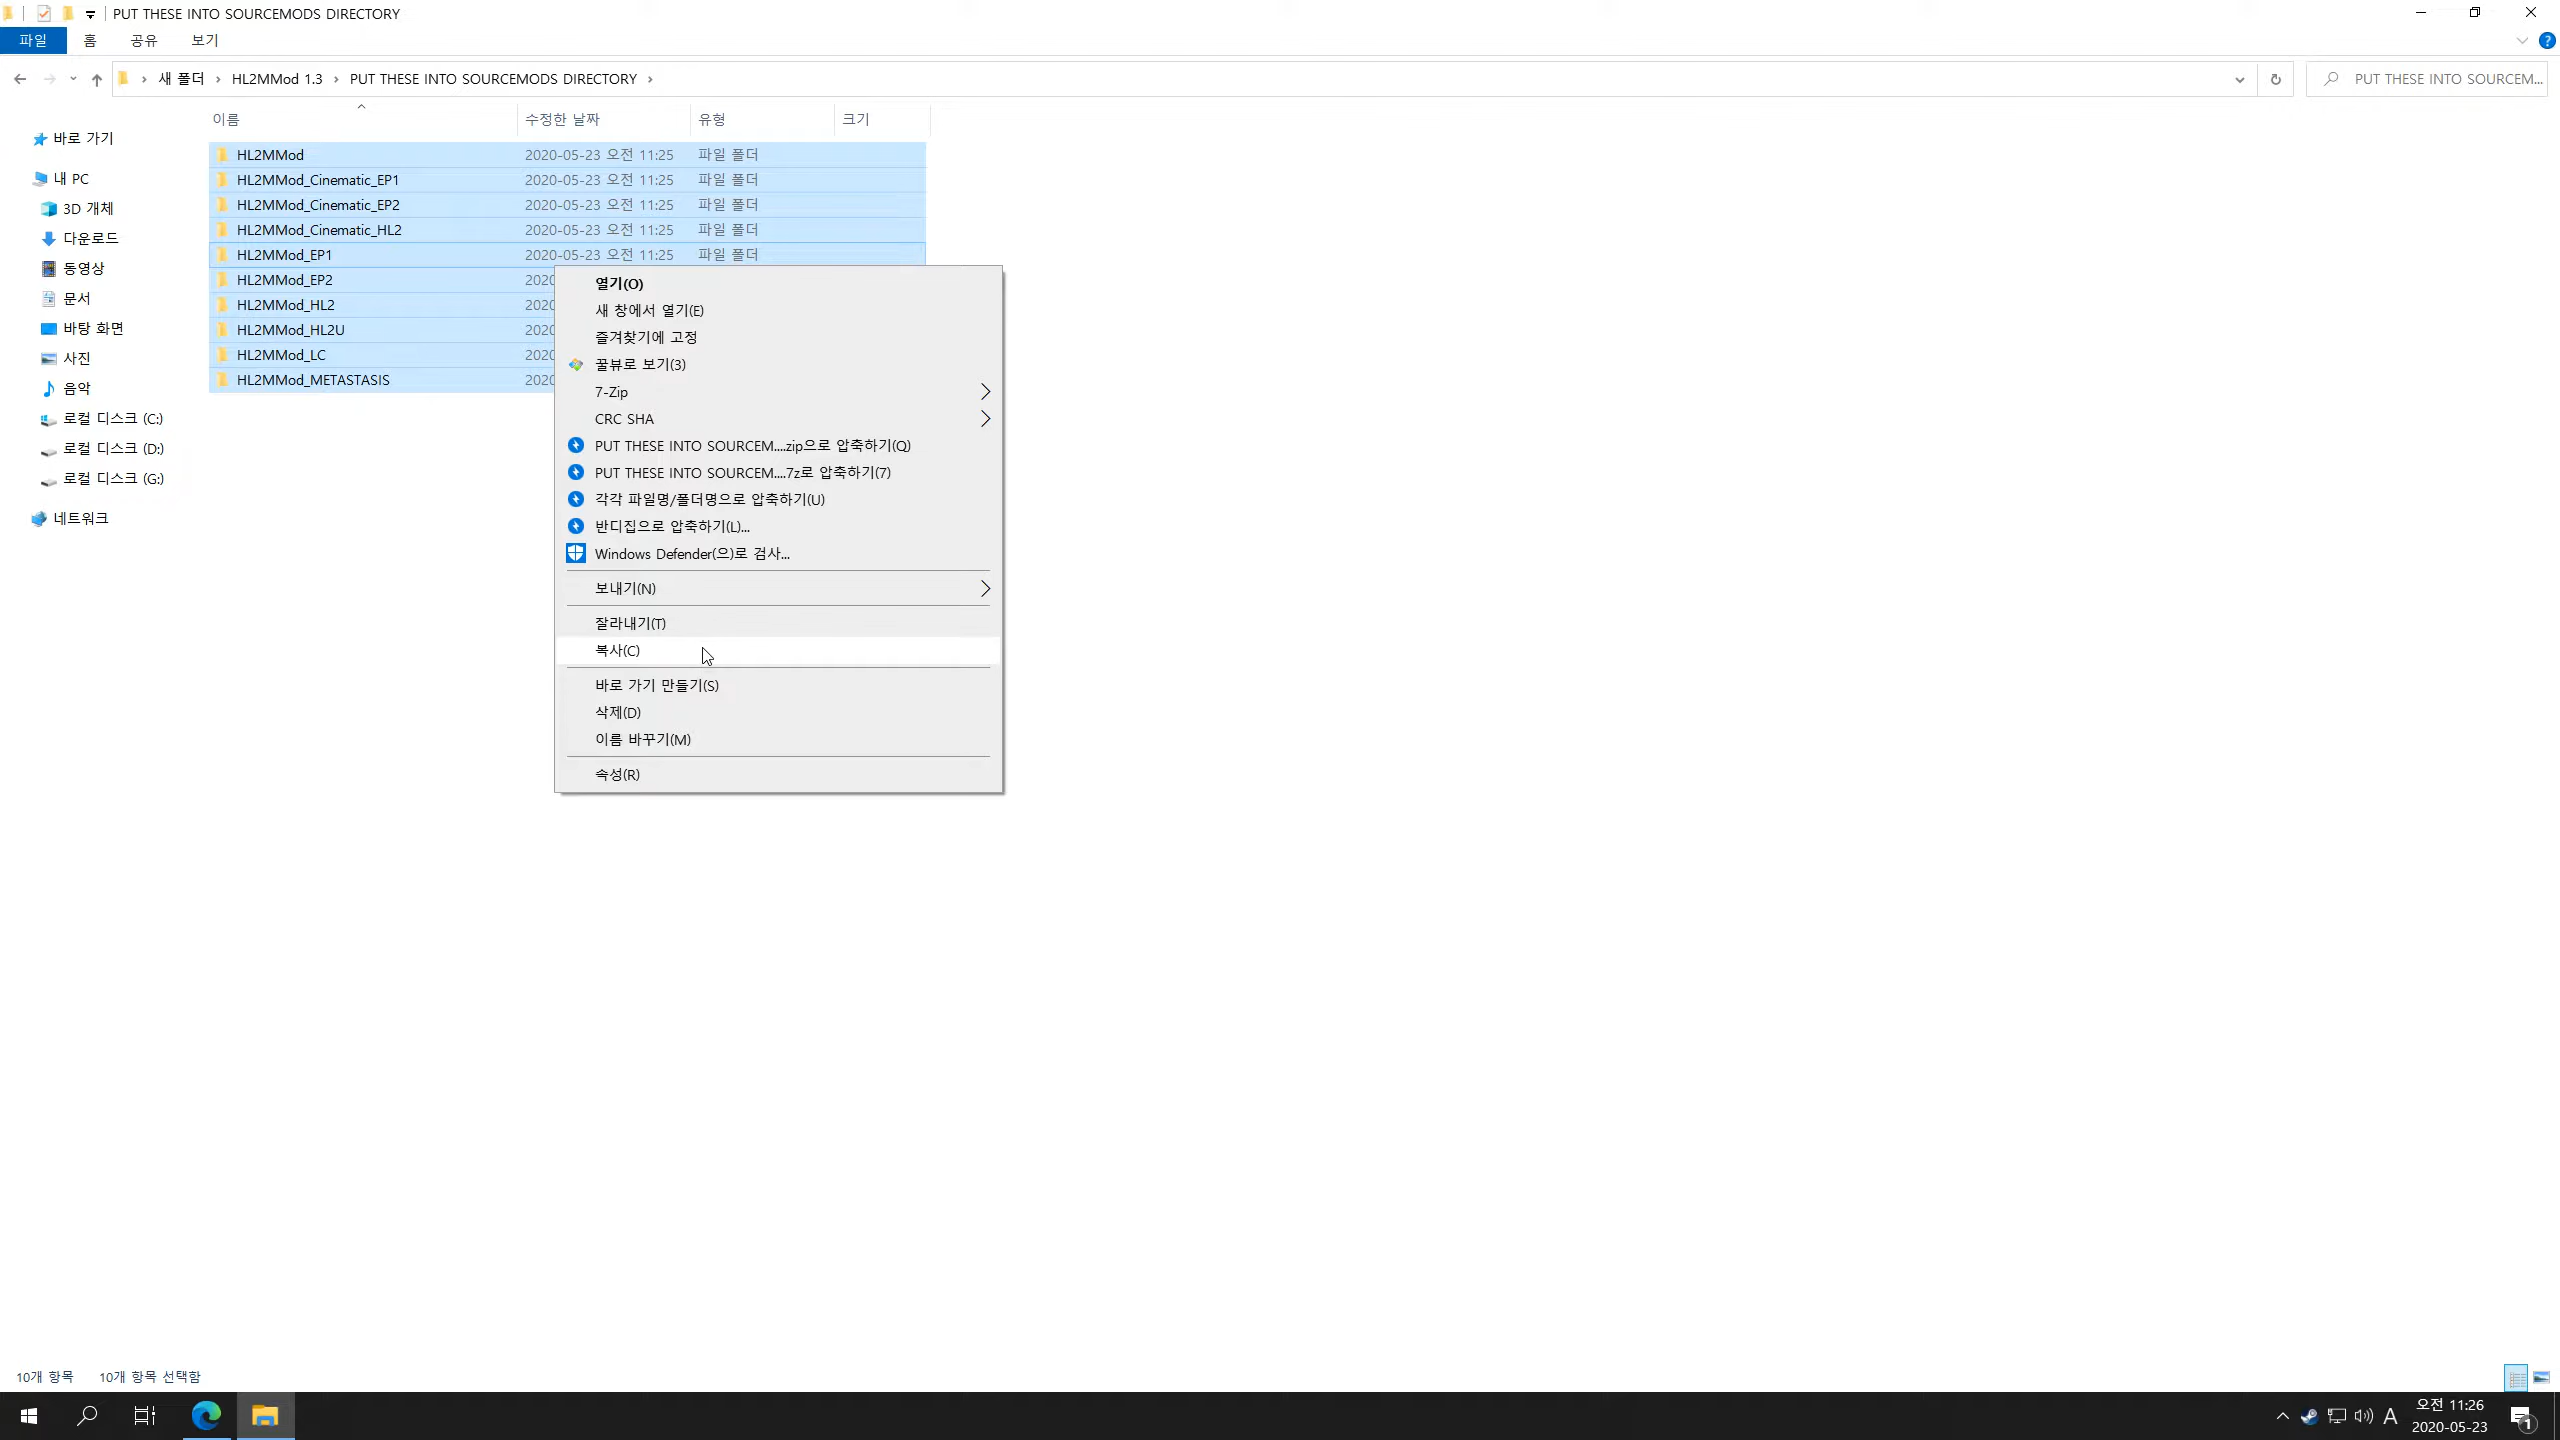 PUT THESE INTO SOURCEMODS DIRECTORY
파일 홈 공유 보기
새 폴더 HL2MMod 1.3 PUT THESE INTO SOURCEMODS DIRECTORY
PUT THESE INTO SOURCEM...
이름 수정한 날짜 유형 크기
바로 가기
내 PC
3D 개체
다운로드
동영상
문서
바탕 화면
사진
음악
로컬 디스크 (C:)
로컬 디스크 (D:)
로컬 디스크 (G:)
네트워크
HL2MMod 2020-05-23 오전 11:25 파일 폴더
HL2MMod_Cinematic_EP1 2020-05-23 오전 11:25 파일 폴더
HL2MMod_Cinematic_EP2 2020-05-23 오전 11:25 파일 폴더
HL2MMod_Cinematic_HL2 2020-05-23 오전 11:25 파일 폴더
HL2MMod_EP1 2020-05-23 오전 11:25 파일 폴더
HL2MMod_EP2 2020
HL2MMod_HL2 2020
HL2MMod_HL2U 2020
HL2MMod_LC 2020
HL2MMod_METASTASIS 2020
열기(O)
새 창에서 열기(E)
즐겨찾기에 고정
꿀뷰로 보기(3)
7-Zip
CRC SHA
PUT THESE INTO SOURCEM....zip으로 압축하기(Q)
PUT THESE INTO SOURCEM....7z로 압축하기(7)
각각 파일명/폴더명으로 압축하기(U)
반디집으로 압축하기(L)...
Windows Defender(으)로 검사...
보내기(N)
잘라내기(T)
복사(C)
바로 가기 만들기(S)
삭제(D)
이름 바꾸기(M)
속성(R)
10개 항목 10개 항목 선택함
A
오전 11:26
2020-05-23
1